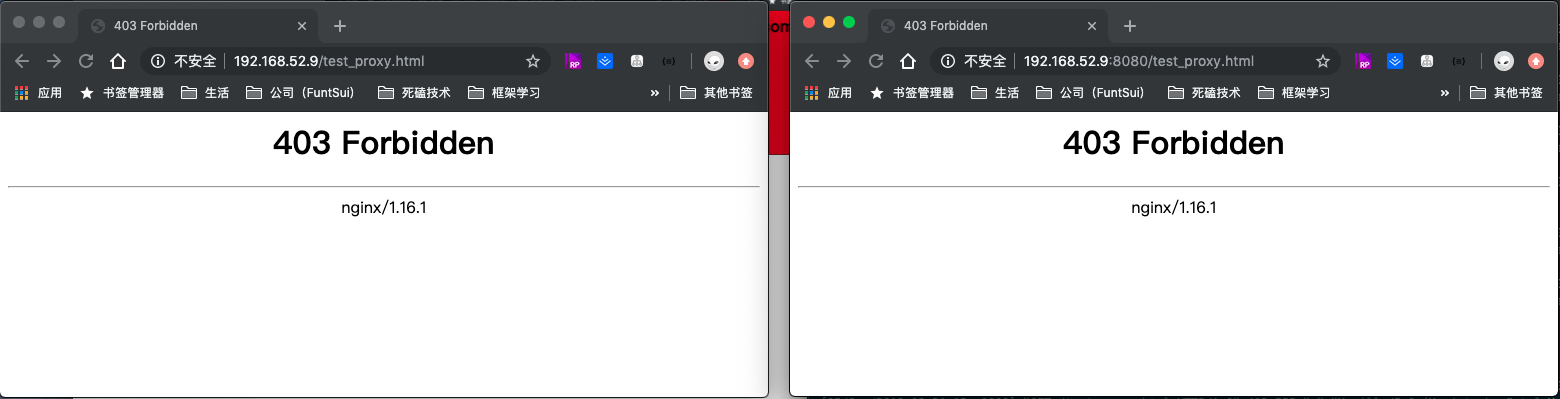 403 Forbidden
不安全 192.168.52.9/test_proxy.html
RP
应用 书签管理器 生活 公司（FuntSui） 死磕技术 框架学习 » 其他书签
403 Forbidden
nginx/1.16.1
com
403 Forbidden
不安全 192.168.52.9:8080/test_proxy.html
RP
应用 书签管理器 生活 公司（FuntSui） 死磕技术 框架学习 » 其他书签
403 Forbidden
nginx/1.16.1